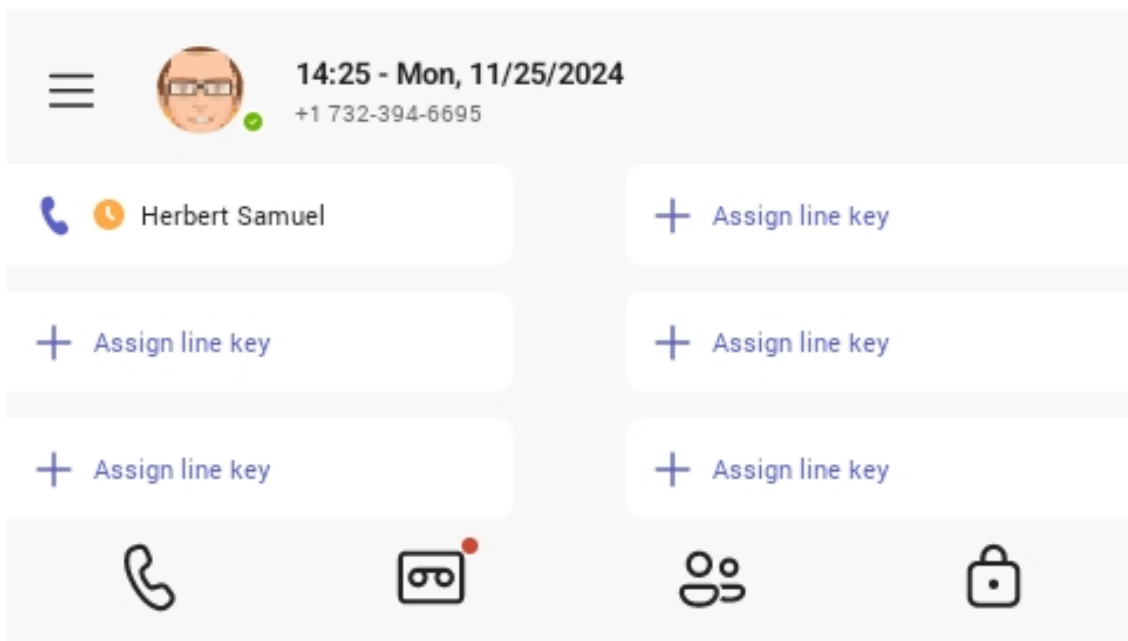 14:25 - Mon, 11/25/2024
+1 732-394-6695
Herbert Samuel
Assign line key
Assign line key
Assign line key
Assign line key
Assign line key